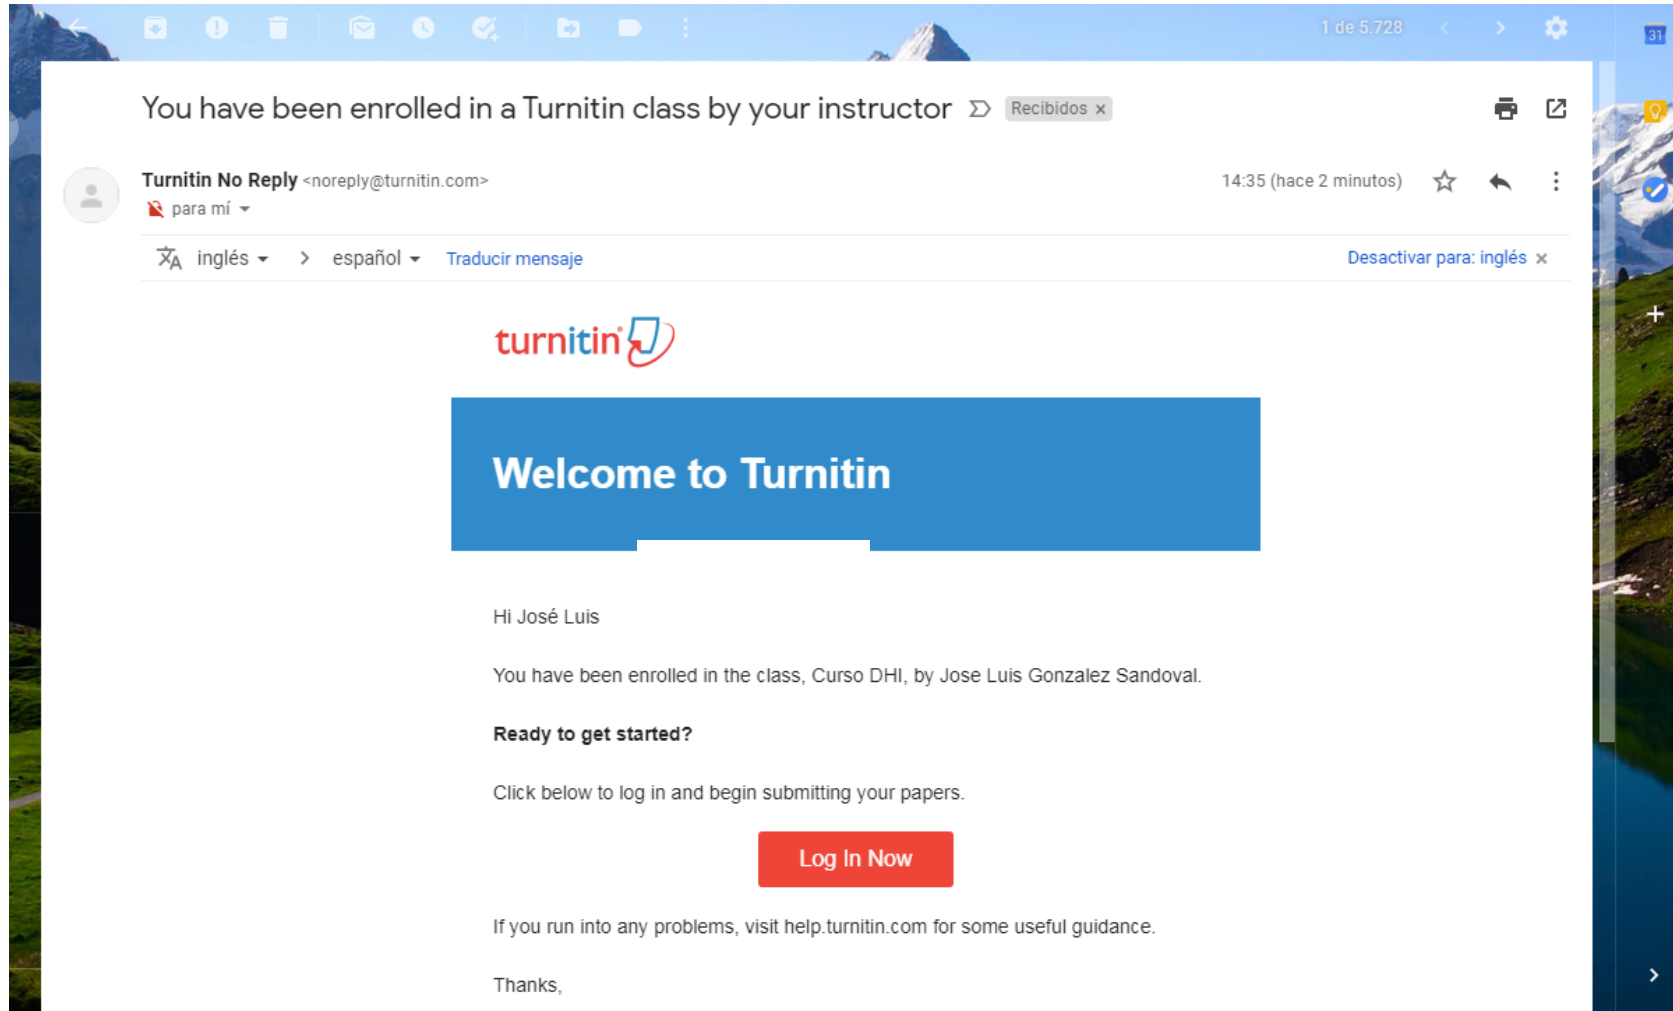 1 de 5.728
31
You have been enrolled in a Turnitin class by your instructor Recibidos x
Turnitin No Reply <noreply@turnitin.com> 14:35 (hace 2 minutos)
para mí
inglés > español Traducir mensaje Desactivar para: inglés x
turnitin
Welcome to Turnitin
Hi José Luis
You have been enrolled in the class, Curso DHI, by Jose Luis Gonzalez Sandoval.
Ready to get started?
Click below to log in and begin submitting your papers.
Log In Now
If you run into any problems, visit help.turnitin.com for some useful guidance.
Thanks,